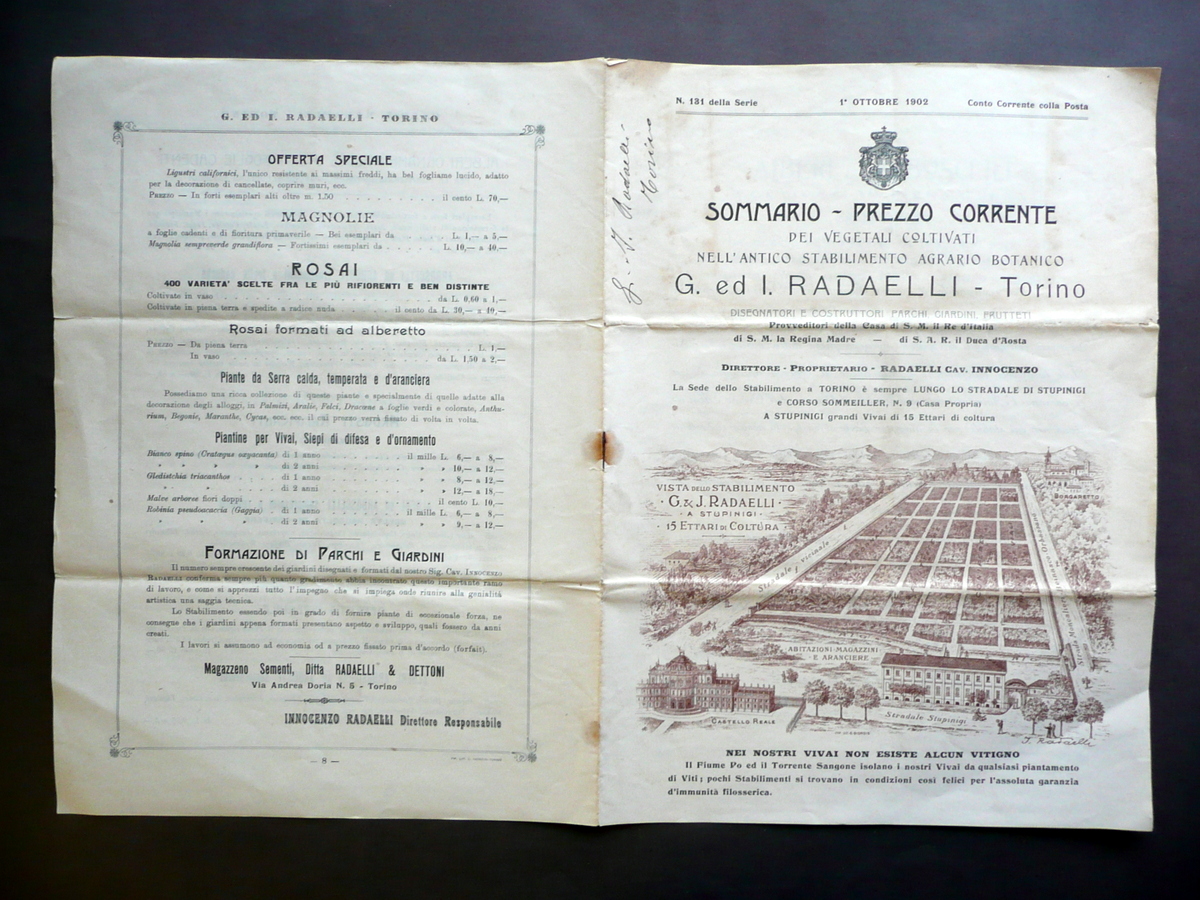 G. ED I. RADAELLI - TORINO
OFFERTA SPECIALE
Ligustri californici, l'unico resistente ai massimi freddi, ha bel fogliame lucido, adatto
per la decorazione di cancellate, coprire muri, ecc.
PREZZO — In forti esemplari alti oltre m. 1,50 . . . . . . . . . . il cento L. 70,—
MAGNOLIE
a foglie cadenti e di fioritura primaverile — Bei esemplari da . . . . L. 1,— a 5,—
Magnolia sempreverde grandiflora — Fortissimi esemplari da . . . . . L. 10,— a 40,—
ROSAI
400 VARIETA' SCELTE FRA LE PIÙ RIFIORENTI E BEN DISTINTE
Coltivate in vaso . . . . . . . . . . da L. 0,60 a 1,—
Coltivate in piena terra e spedite a radice nuda . . . . . il cento da L. 30,— a 40,—
Rosai formati ad alberetto
PREZZO — Da piena terra . . . . . . . . . . L. 1,—
In vaso . . . . . . . . . . da L. 1,50 a 2,—
Piante da Serra calda, temperata e d'aranciera
Possediamo una ricca collezione di queste piante e specialmente di quelle adatte alla
decorazione degli alloggi, in Palmizi, Aralie, Felci, Dracene a foglie verdi e colorate, Anthu-
rium, Begonie, Maranthe, Cycas, ecc. ecc. il cui prezzo verrà fissato di volta in volta.
Piantine per Vivai, Siepi di difesa e d'ornamento
Bianco spino (Crataegus oxyacanta) di 1 anno . . . . . il mille L. 6,— a 8,—
» » » » di 2 anni . . . . . » » 10,— a 12,—
Gledistchia triacanthos . . di 1 anno . . . . . » » 8,— a 12,—
» » di 2 anni . . . . . » » 12,— a 18,—
Malve arboree fiori doppi . . . . . il cento L. 10,—
Robinia pseudoacaccia (Gaggia) di 1 anno . . . . . il mille L. 6,— a 8,—
» » » di 2 anni . . . . . » » 9,— a 12,—
FORMAZIONE DI PARCHI E GIARDINI
Il numero sempre crescente dei giardini disegnati e formati dal nostro Sig. Cav. INNOCENZO
RADAELLI conferma sempre più quanto gradimento abbia incontrato questo importante ramo
di lavoro, e come si apprezzi tutto l'impegno che si impiega onde riunire alla genialità
artistica una saggia tecnica.
Lo Stabilimento essendo poi in grado di fornire piante di eccezionale forza, ne
consegue che i giardini appena formati presentano aspetto e sviluppo, quali fossero da anni
creati.
I lavori si assumono ad economia od a prezzo fissato prima d'accordo (forfait).
Magazzeno Sementi, Ditta RADAELLI & DETTONI
Via Andrea Doria N. 5 - Torino
INNOCENZO RADAELLI Direttore Responsabile
— 8 —
N. 131 della Serie 1° OTTOBRE 1902 Conto Corrente colla Posta
Radaelli
Torino
SOMMARIO - PREZZO CORRENTE
DEI VEGETALI COLTIVATI
NELL'ANTICO STABILIMENTO AGRARIO BOTANICO
G. ed I. RADAELLI - Torino
DISEGNATORI E COSTRUTTORI PARCHI GIARDINI, FRUTTETI
Provveditori della Casa di S. M. il Re d'Italia
di S. M. la Regina Madre — di S. A. R. il Duca d'Aosta
DIRETTORE - PROPRIETARIO - RADAELLI CAV. INNOCENZO
La Sede dello Stabilimento a TORINO è sempre LUNGO LO STRADALE DI STUPINIGI
e CORSO SOMMEILLER, N. 9 (Casa Propria)
A STUPINIGI grandi Vivai di 15 Ettari di coltura
VISTA DELLO STABILIMENTO
G. & J. RADAELLI
A STUPINIGI
15 ETTARI DI COLTURA
BORGARETTO
Stradale vicinale
ABITAZIONI-MAGAZZINI
E ARANCIERE
CASTELLO REALE
Stradale Stupinigi
J. Radaelli
NEI NOSTRI VIVAI NON ESISTE ALCUN VITIGNO
Il Fiume Po ed il Torrente Sangone isolano i nostri Vivai da qualsiasi piantamento
di Viti; pochi Stabilimenti si trovano in condizioni così felici per l'assoluta garanzia
d'immunità filosserica.